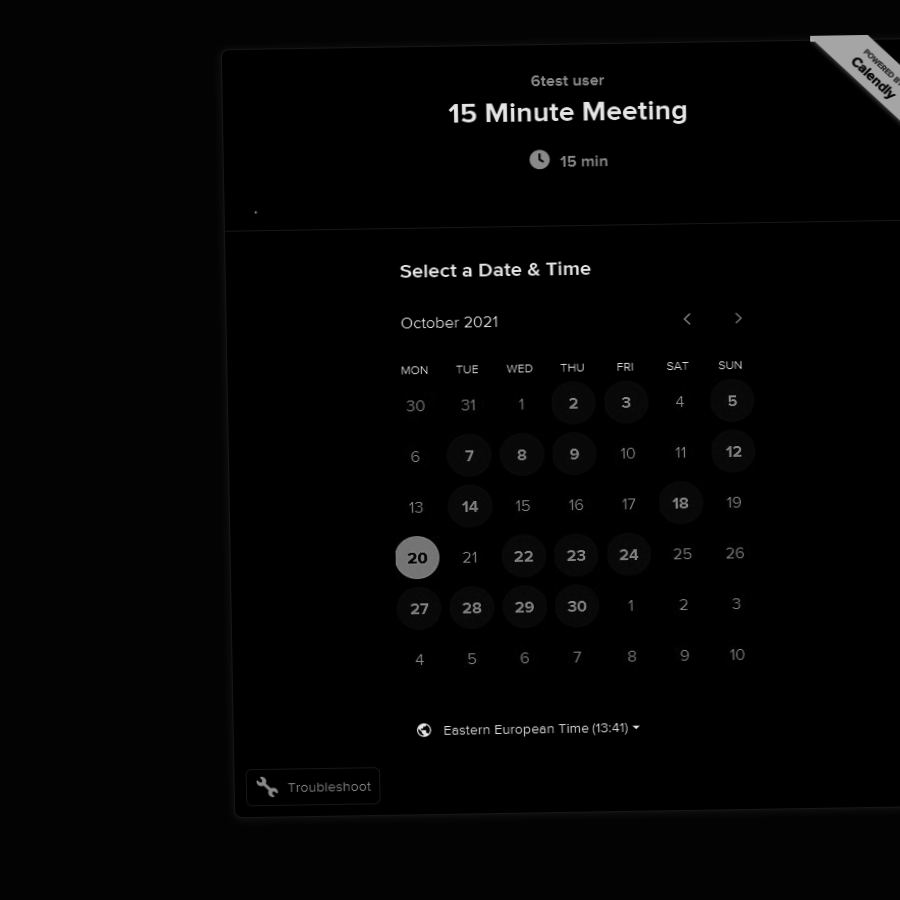 POWERED BY
Calendly
6test user
15 Minute Meeting
15 min
Select a Date & Time
October 2021
MON TUE WED THU FRI SAT SUN
30 31 1 2 3 4 5
6 7 8 9 10 11 12
13 14 15 16 17 18 19
20 21 22 23 24 25 26
27 28 29 30 1 2 3
4 5 6 7 8 9 10
Eastern European Time (13:41)
Troubleshoot